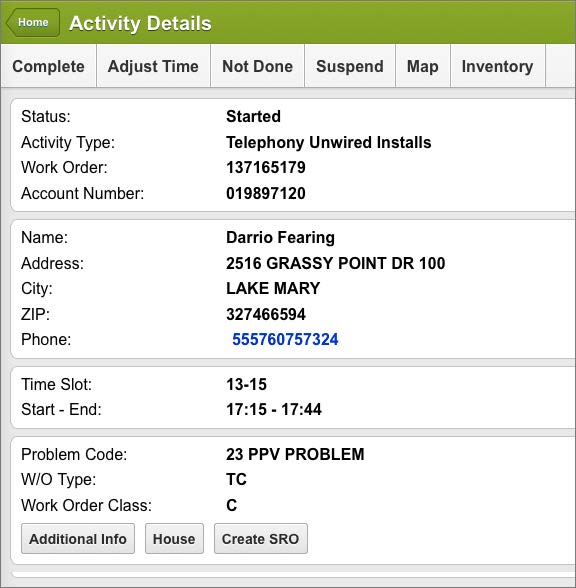 Home Activity Details
Complete Adjust Time Not Done Suspend Map Inventory
Status: Started
Activity Type: Telephony Unwired Installs
Work Order: 137165179
Account Number: 019897120
Name: Darrio Fearing
Address: 2516 GRASSY POINT DR 100
City: LAKE MARY
ZIP: 327466594
Phone: 555760757324
Time Slot: 13-15
Start - End: 17:15 - 17:44
Problem Code: 23 PPV PROBLEM
W/O Type: TC
Work Order Class: C
Additional Info House Create SRO